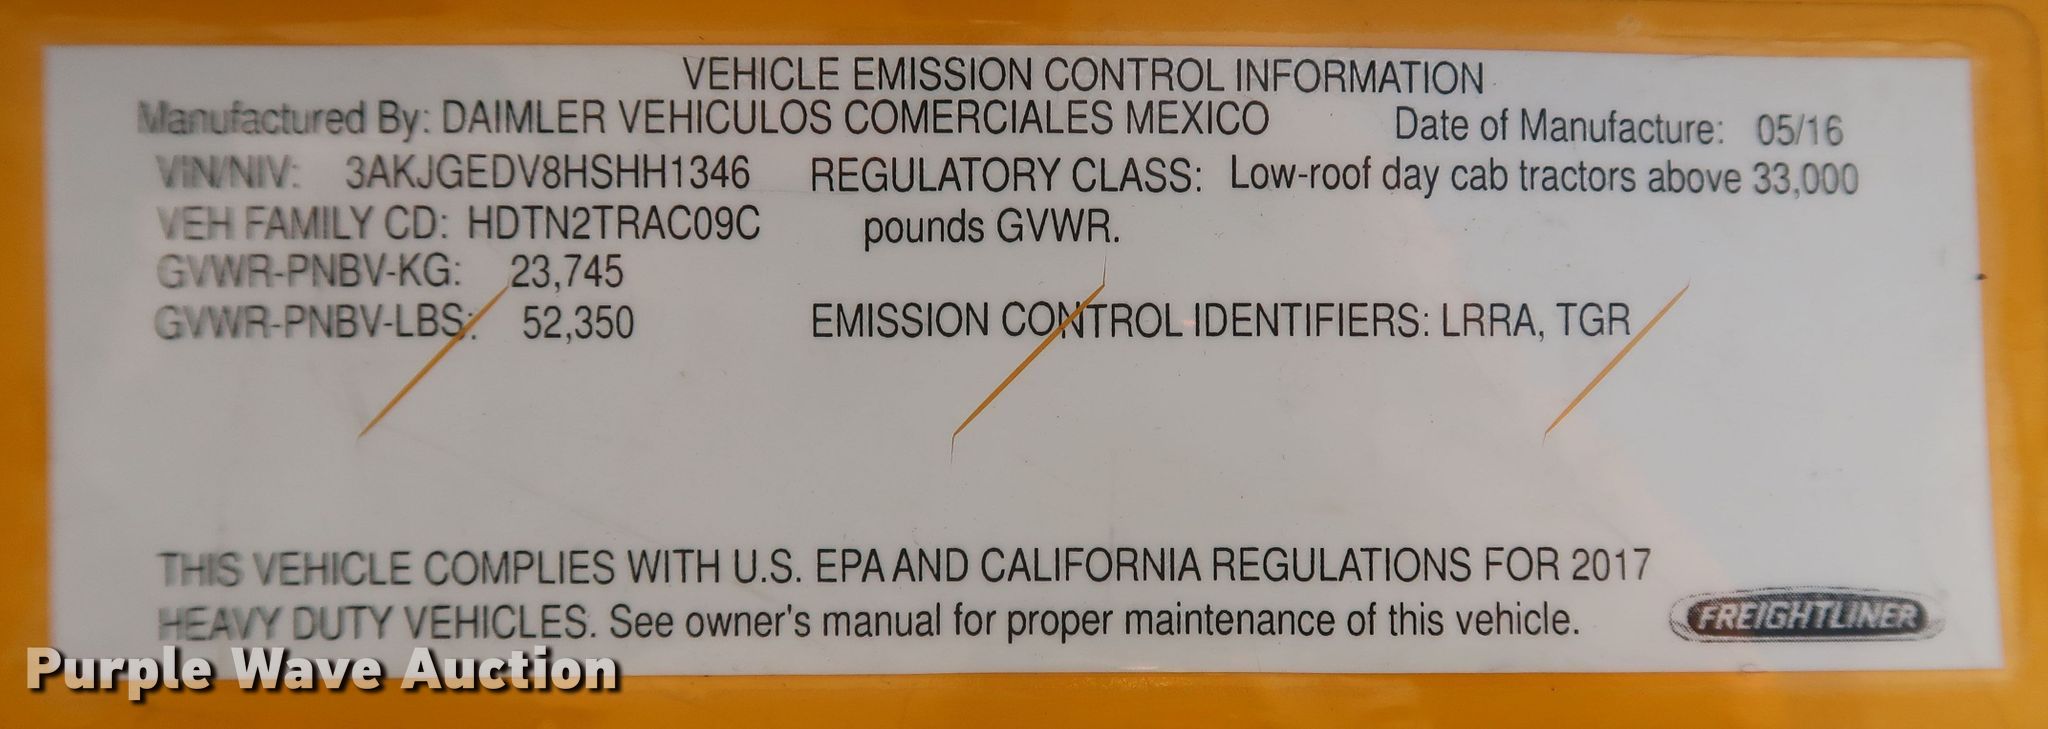 VEHICLE EMISSION CONTROL INFORMATION
Manufactured By: DAIMLER VEHICULOS COMERCIALES MEXICO Date of Manufacture: 05/16
VIN/NIV: 3AKJGEDV8HSHH1346 REGULATORY CLASS: Low-roof day cab tractors above 33,000
VEH FAMILY CD: HDTN2TRAC09C pounds GVWR.
GVWR-PNBV-KG: 23,745
GVWR-PNBV-LBS: 52,350 EMISSION CONTROL IDENTIFIERS: LRRA, TGR
THIS VEHICLE COMPLIES WITH U.S. EPA AND CALIFORNIA REGULATIONS FOR 2017
HEAVY DUTY VEHICLES. See owner's manual for proper maintenance of this vehicle.
FREIGHTLINER
Purple Wave Auction